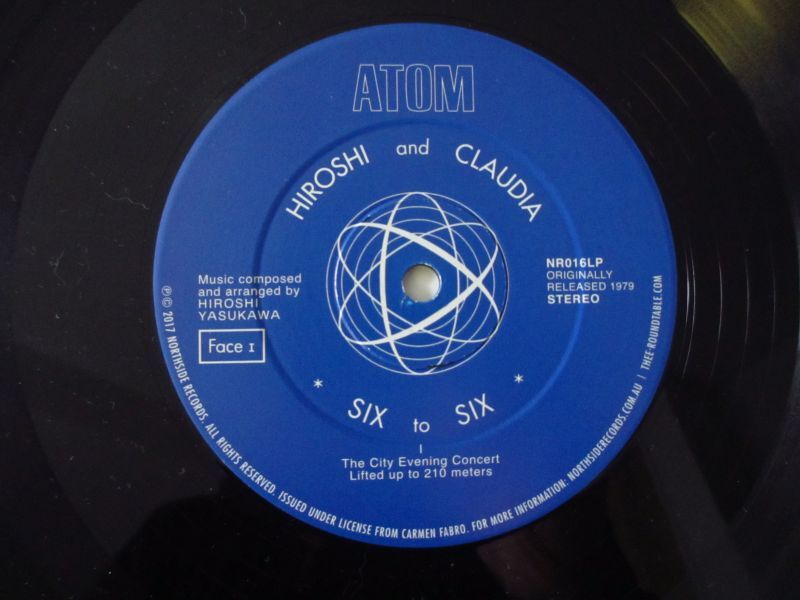 ATOM
HIROSHI and CLAUDIA
Music composed
and arranged by
HIROSHI
YASUKAWA
Face I
NR016LP
ORIGINALLY
RELEASED 1979
STEREO
* SIX to SIX *
I
The City Evening Concert
Lifted up to 210 meters
℗ © 2017 NORTHSIDE RECORDS. ALL RIGHTS RESERVED. ISSUED UNDER LICENSE FROM CARMEN FABRO. FOR MORE INFORMATION: NORTHSIDERECORDS.COM.AU | THEE-ROUNDTABLE.COM